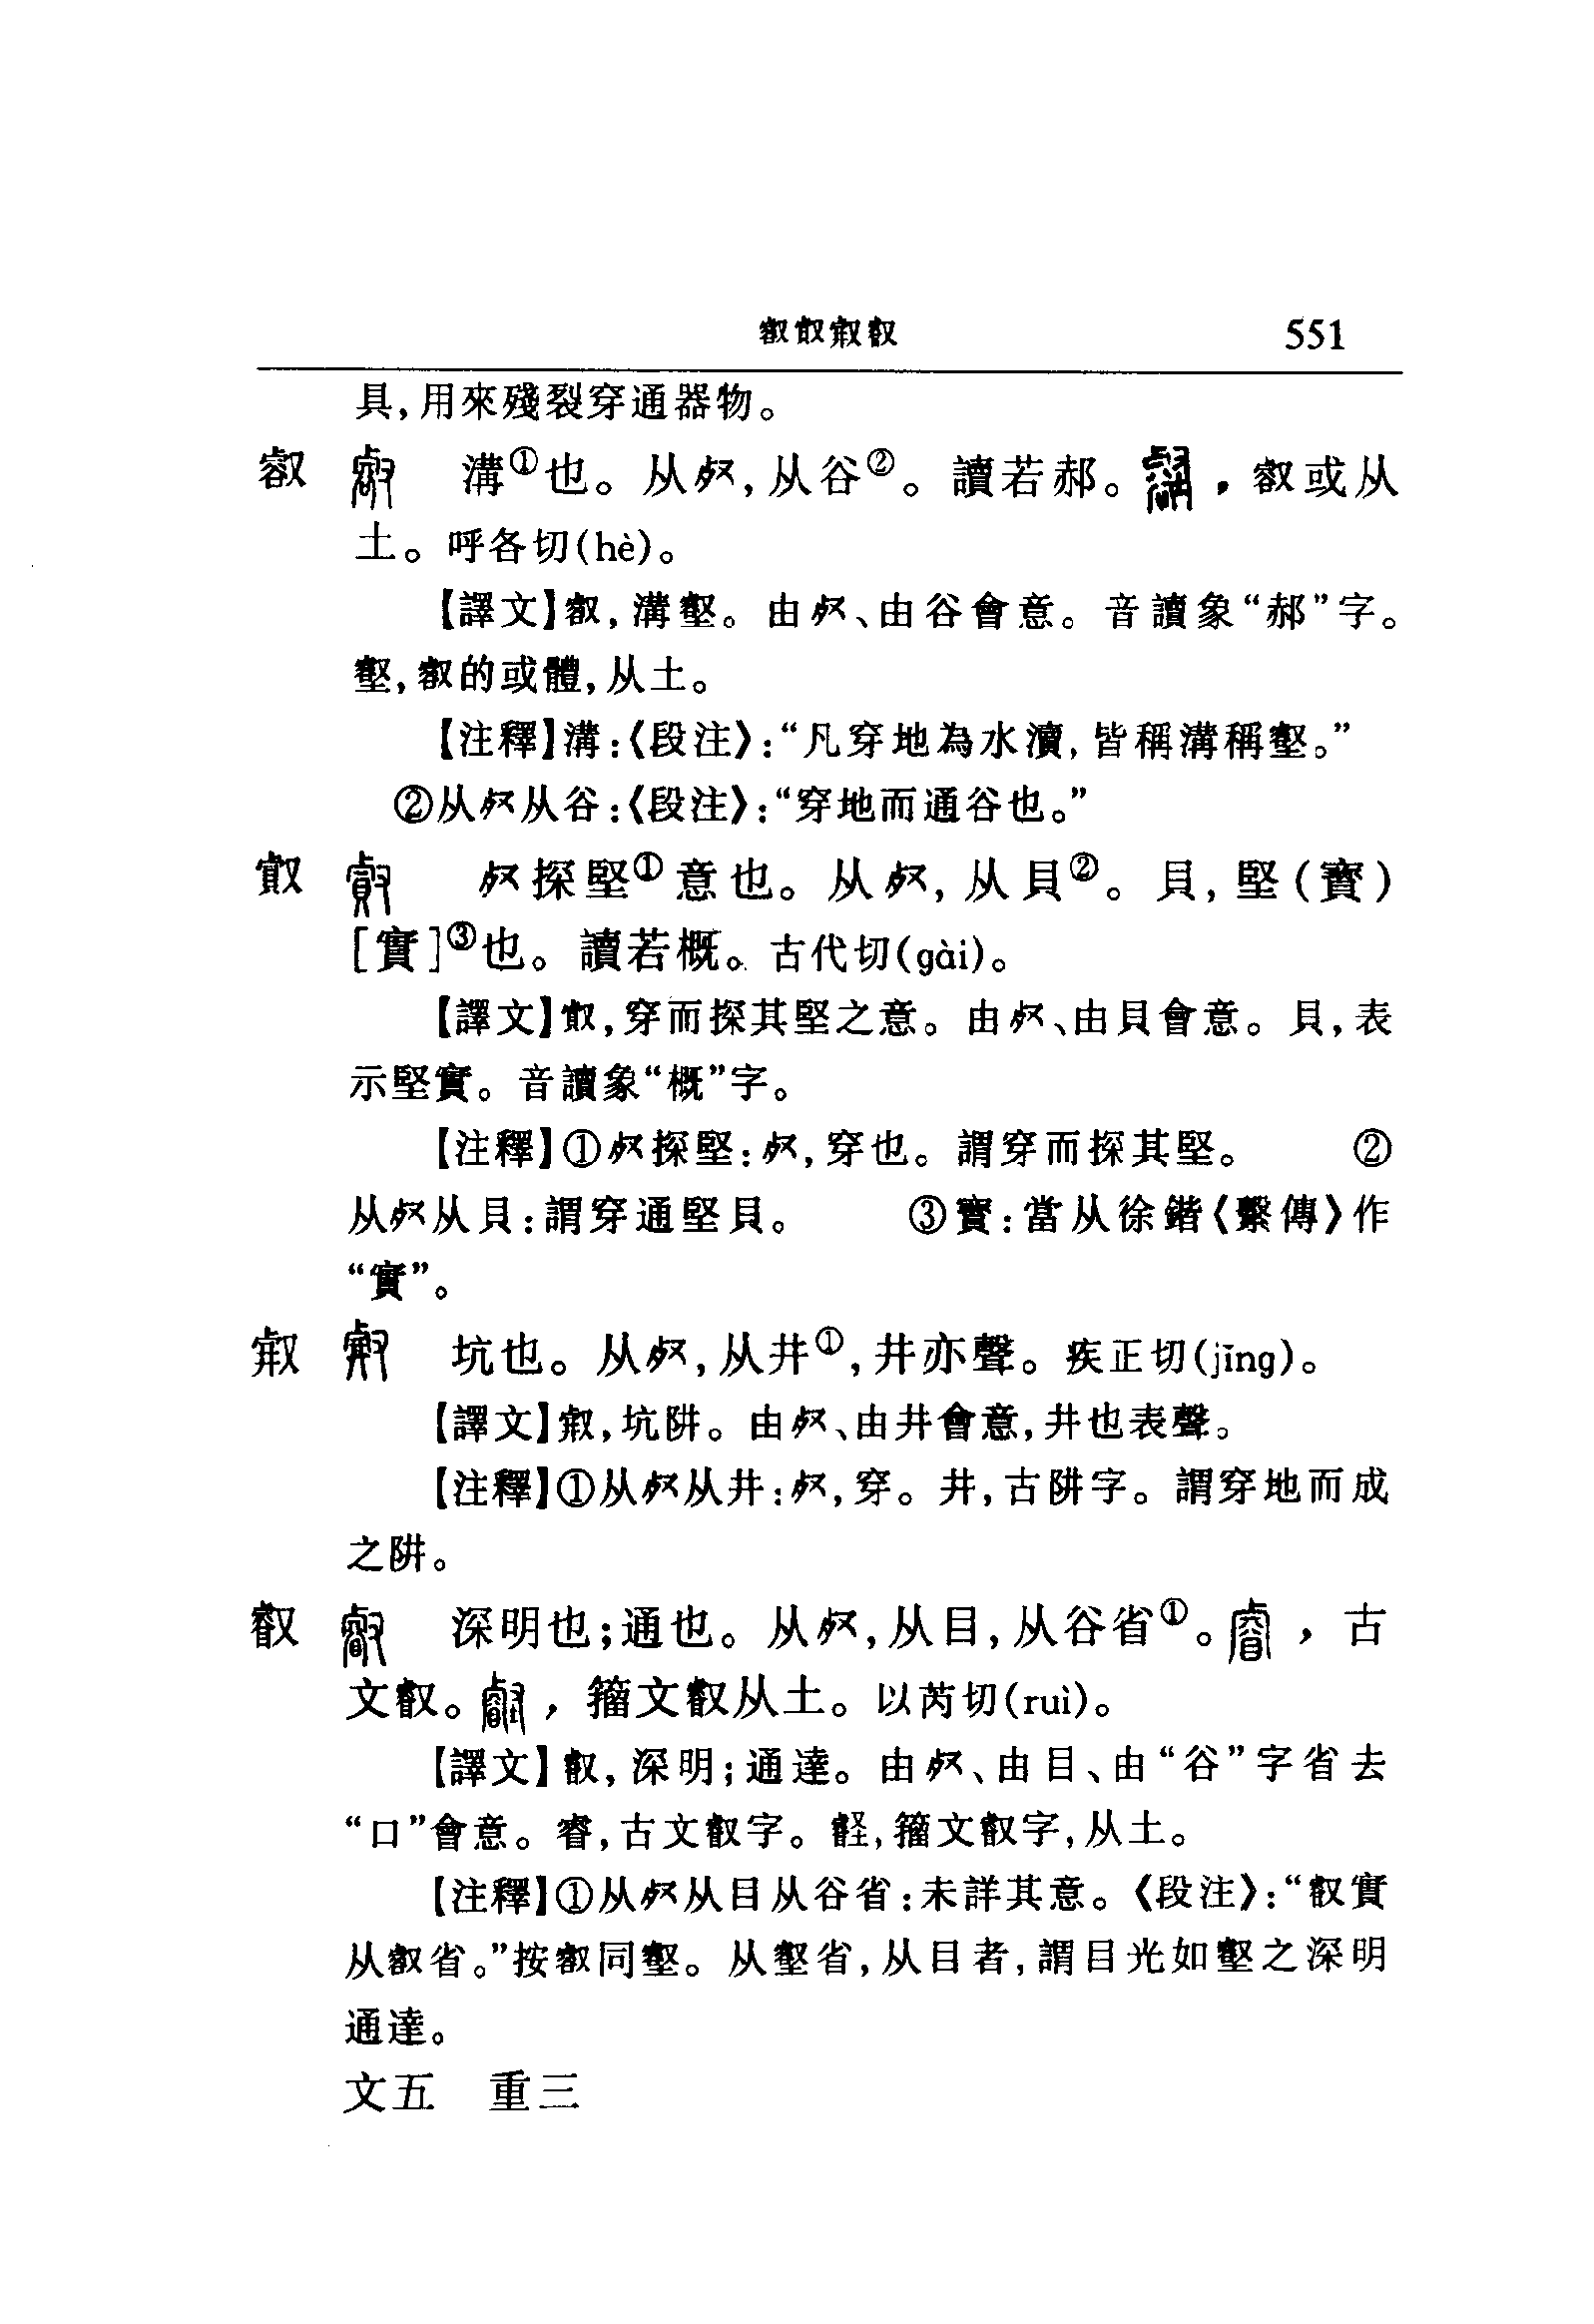 㕡㕢㕤叡 551
具，用來殘裂穿通器物。
㕡 溝①也。从𣦼，从谷②。讀若郝。，㕡或从
土。呼各切(hè)。
【譯文】㕡，溝壑。由𣦼、由谷會意。音讀象“郝”字。
壑，㕡的或體，从土。
【注釋】溝：《段注》：“凡穿地為水瀆，皆稱溝稱壑。”
②从𣦼从谷：《段注》：“穿地而通谷也。”
㕢 𣦼探堅①意也。从𣦼，从貝②。貝，堅(寶)
[實]③也。讀若概。古代切(gài)。
【譯文】㕢，穿而探其堅之意。由𣦼、由貝會意。貝，表
示堅實。音讀象“概”字。
【注釋】①𣦼探堅：𣦼，穿也。謂穿而探其堅。 ②
从𣦼从貝：謂穿通堅貝。 ③寶：當从徐鍇《繫傳》作
“實”。
坑也。从𣦼，从井①，井亦聲。疾正切(jǐng)。
【譯文】，坑阱。由𣦼、由井會意，井也表聲。
【注釋】①从𣦼从井：𣦼，穿。井，古阱字。謂穿地而成
之阱。
叡 深明也；通也。从𣦼，从目，从谷省①。，古
文叡。，籀文叡从土。以芮切(ruì)。
【譯文】叡，深明；通達。由𣦼、由目、由“谷”字省去
“口”會意。睿，古文叡字。壡，籀文叡字，从土。
【注釋】①从𣦼从目从谷省：未詳其意。《段注》：“叡實
从㕡省。”按㕡同壑。从壑省，从目者，謂目光如壑之深明
通達。
文五 重三